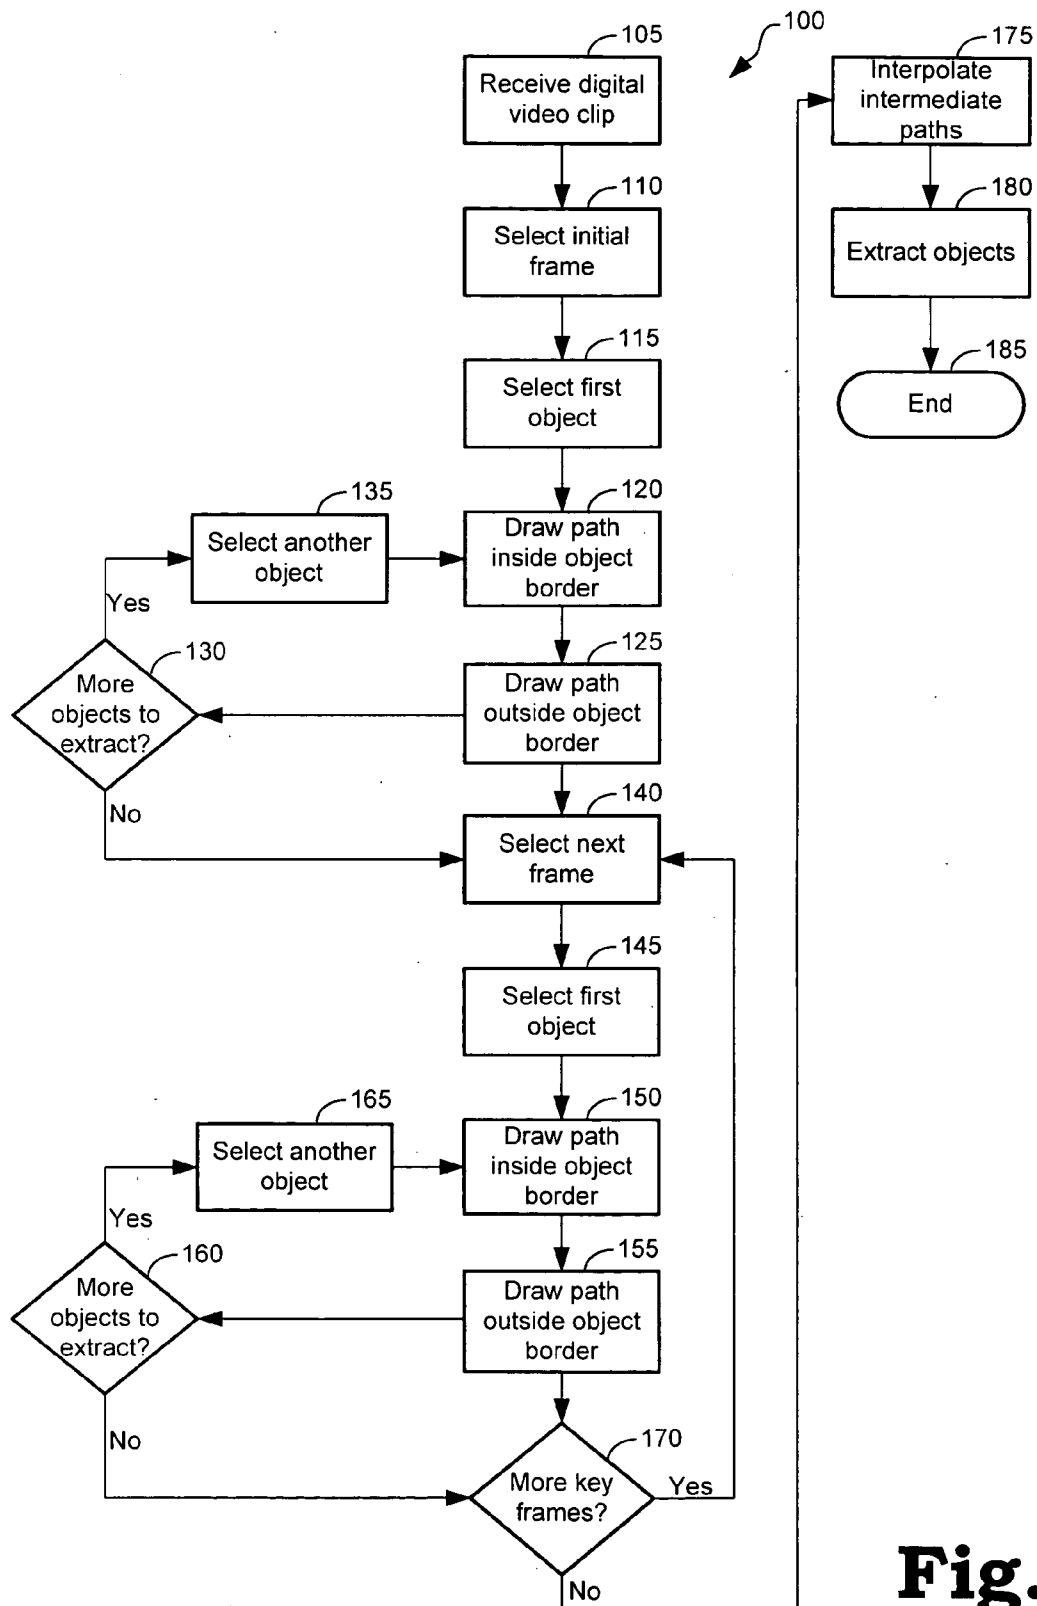 100
105
Receive digital
video clip
110
Select initial
frame
115
Select first
object
135
Select another
object
120
Draw path
inside object
border
Yes
130
More
objects to
extract?
125
Draw path
outside object
border
No
140
Select next
frame
145
Select first
object
165
Select another
object
150
Draw path
inside object
border
Yes
160
More
objects to
extract?
155
Draw path
outside object
border
No
170
More key
frames?
Yes
No
175
Interpolate
intermediate
paths
180
Extract objects
185
End
Fig.